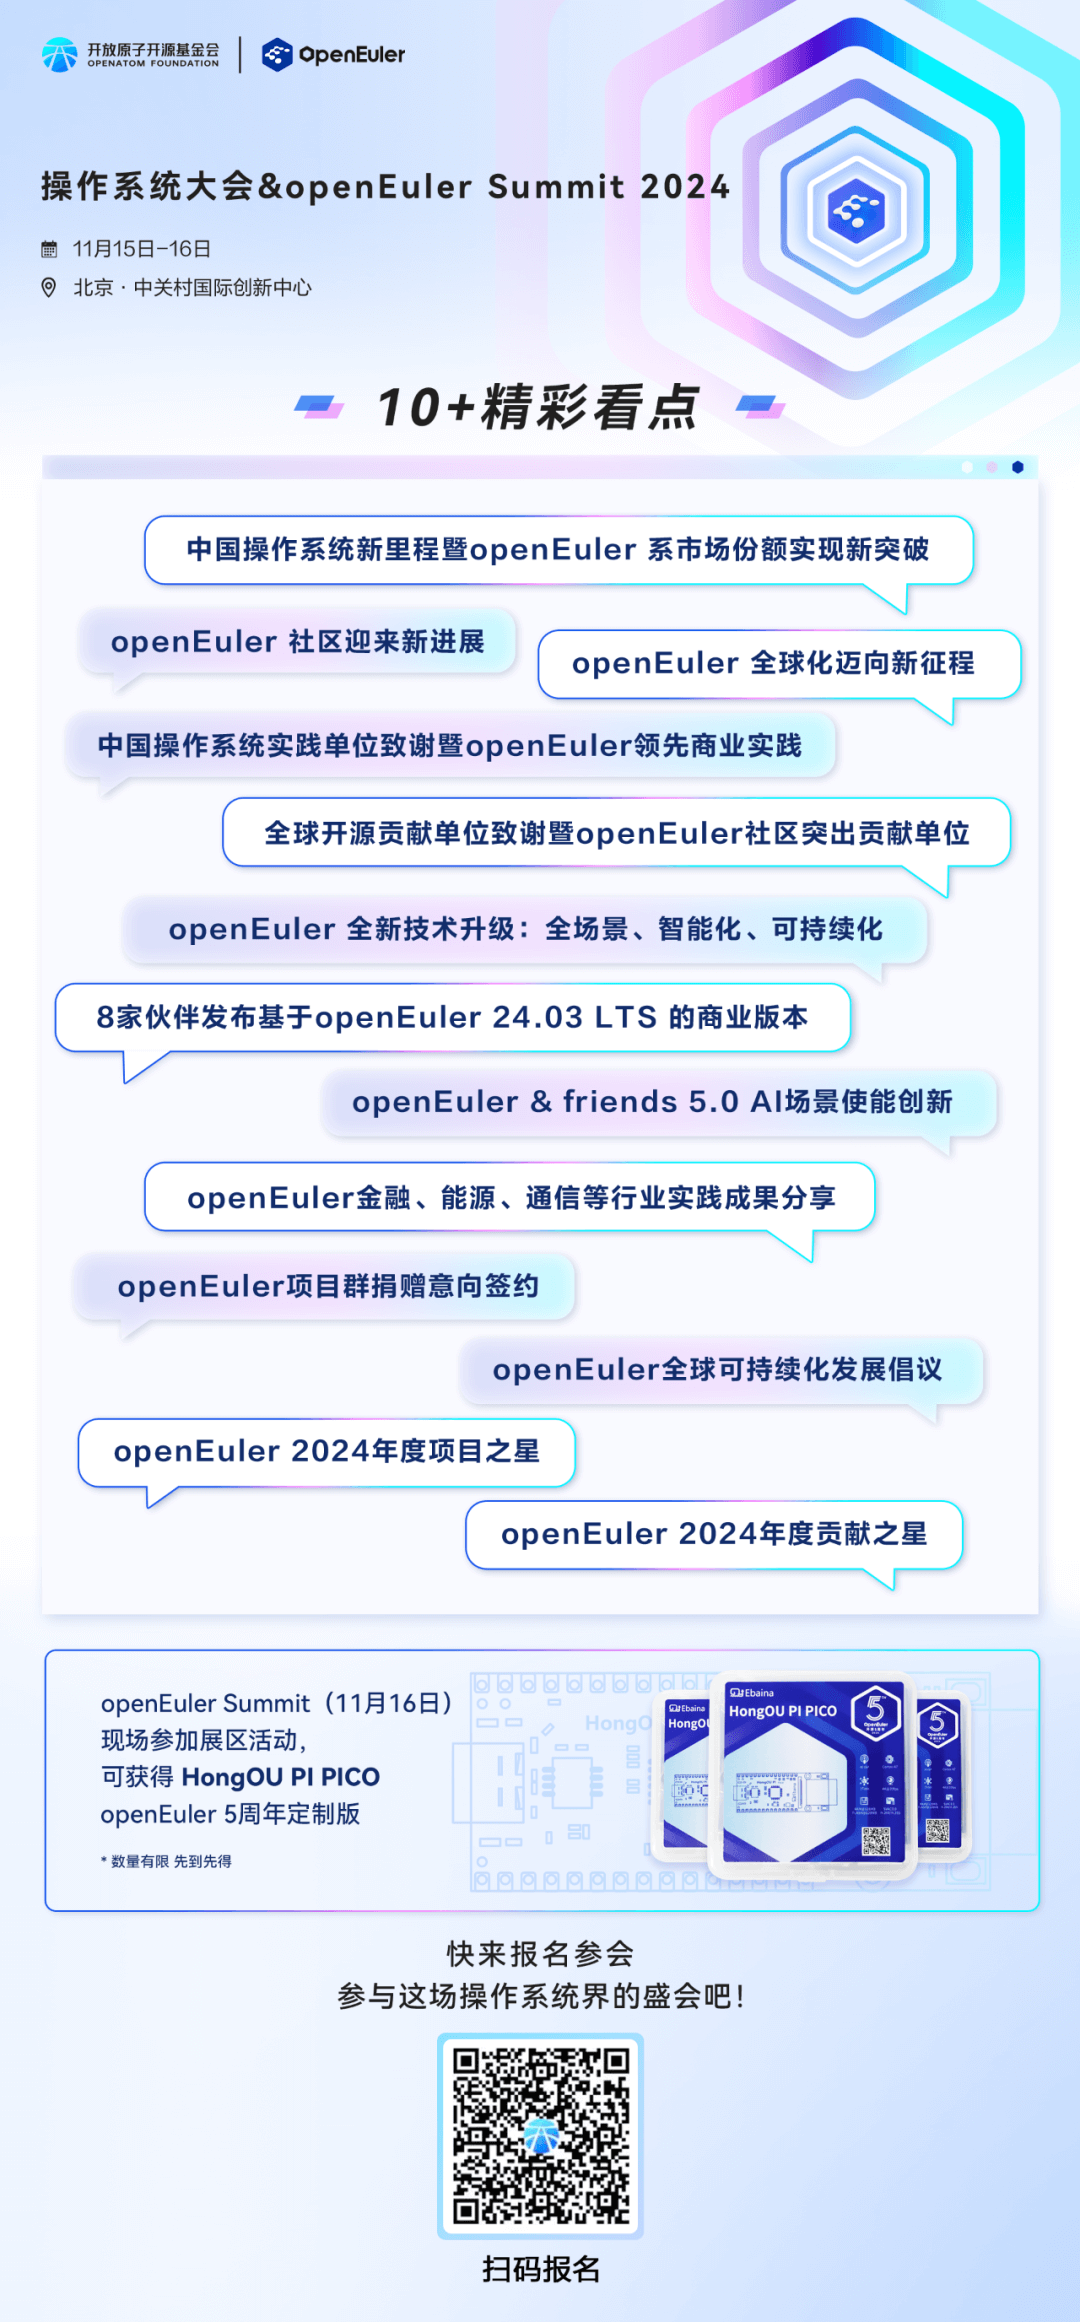 开放原子开源基金会
OPENATOM FOUNDATION
OpenEuler
操作系统大会&openEuler Summit 2024
11月15日-16日
北京·中关村国际创新中心
10+精彩看点
中国操作系统新里程暨openEuler 系市场份额实现新突破
openEuler 社区迎来新进展
openEuler 全球化迈向新征程
中国操作系统实践单位致谢暨openEuler领先商业实践
全球开源贡献单位致谢暨openEuler社区突出贡献单位
openEuler 全新技术升级：全场景、智能化、可持续化
8家伙伴发布基于openEuler 24.03 LTS 的商业版本
openEuler & friends 5.0 AI场景使能创新
openEuler金融、能源、通信等行业实践成果分享
openEuler项目群捐赠意向签约
openEuler全球可持续化发展倡议
openEuler 2024年度项目之星
openEuler 2024年度贡献之星
openEuler Summit（11月16日）
现场参加展区活动，
可获得 HongOU PI PICO
openEuler 5周年定制版
* 数量有限 先到先得
Ebaina
HongOU
Ebaina
HongOU PI PICO
5
OpenEuler
5
快来报名参会
参与这场操作系统界的盛会吧！
扫码报名